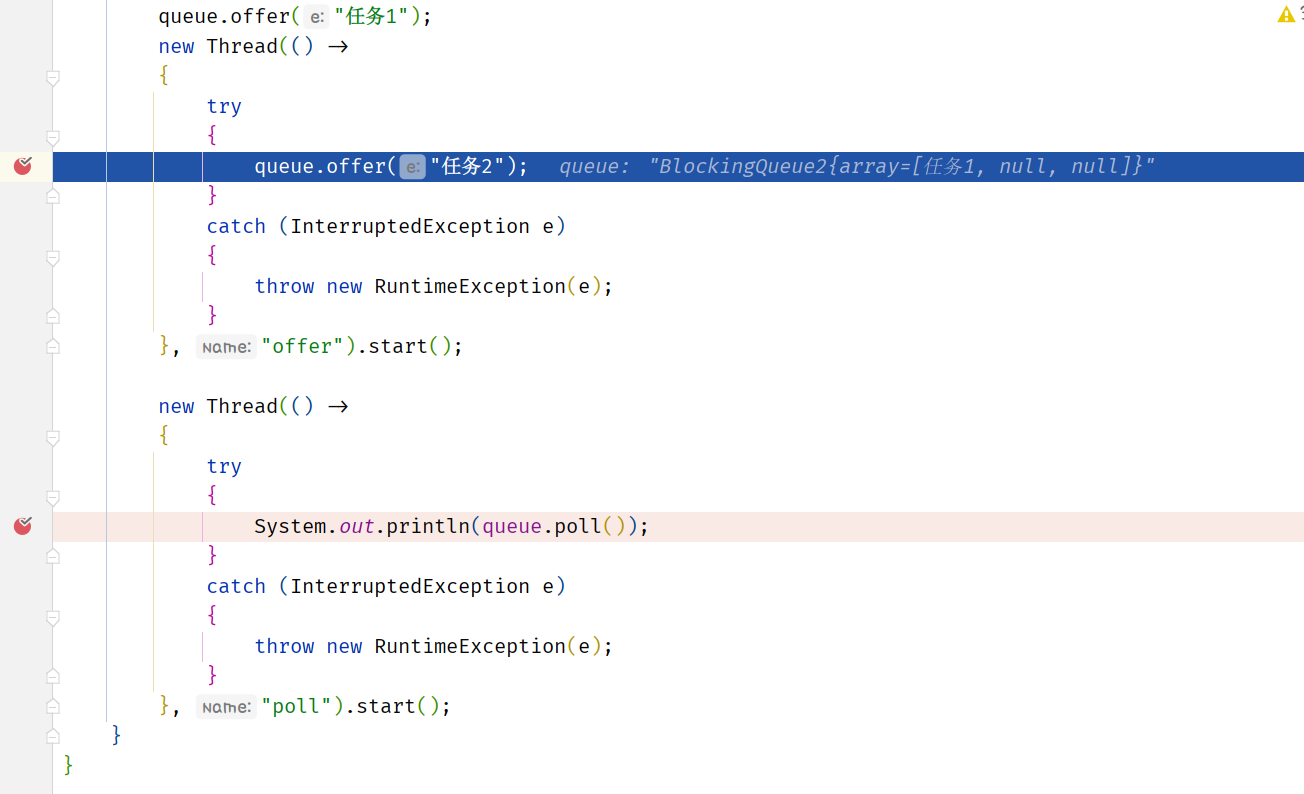 queue.offer( e: "任务1");
new Thread(() ->
{
try
{
queue.offer( e: "任务2"); queue: "BlockingQueue2{array=[任务1, null, null]}"
}
catch (InterruptedException e)
{
throw new RuntimeException(e);
}
}, name: "offer").start();
new Thread(() ->
{
try
{
System.out.println(queue.poll());
}
catch (InterruptedException e)
{
throw new RuntimeException(e);
}
}, name: "poll").start();
}
}